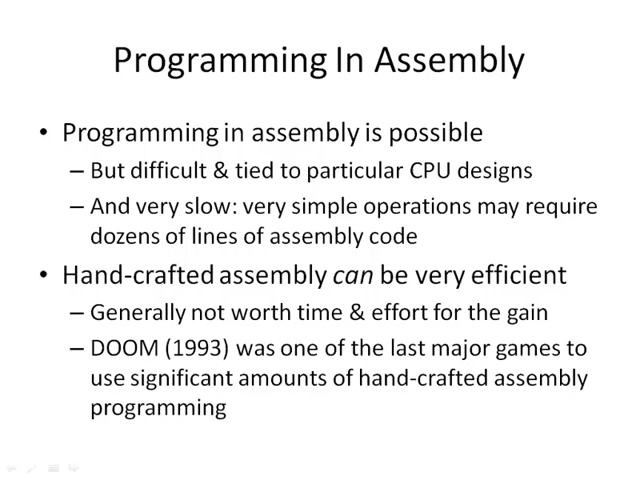 Programming In Assembly
• Programming in assembly is possible
– But difficult & tied to particular CPU designs
– And very slow: very simple operations may require
dozens of lines of assembly code
• Hand-crafted assembly can be very efficient
– Generally not worth time & effort for the gain
– DOOM (1993) was one of the last major games to
use significant amounts of hand-crafted assembly
programming